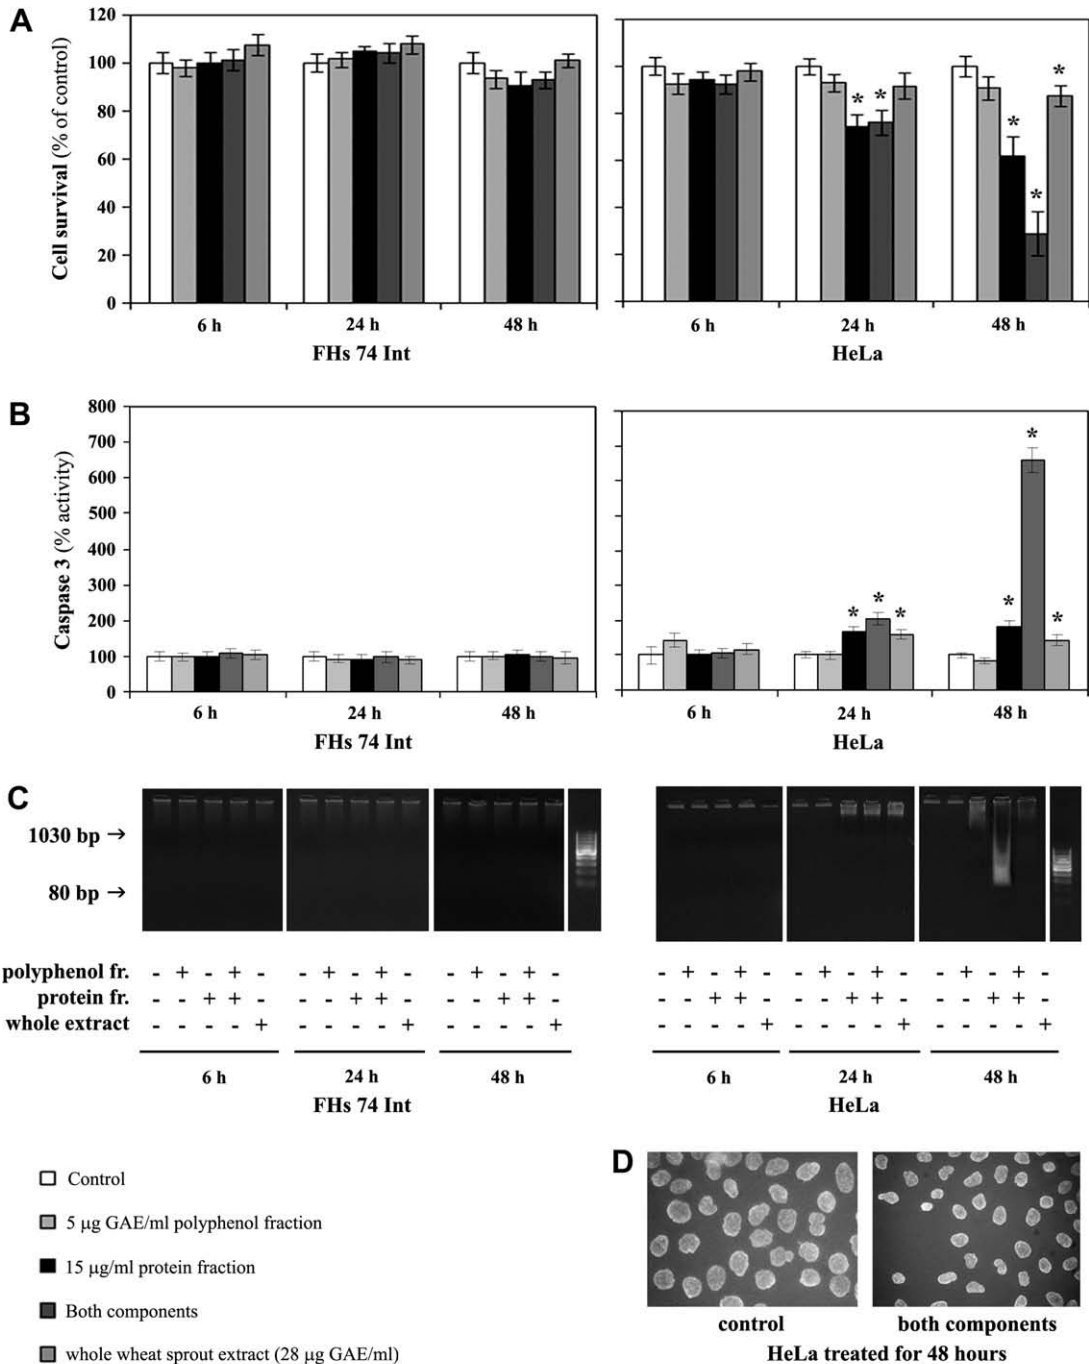 A
Cell survival (% of control)
120
100
80
60
40
20
0
* * * * * *
6 h 24 h 48 h 6 h 24 h 48 h
FHs 74 Int HeLa
B
Caspase 3 (% activity)
800
700
600
500
400
300
200
100
0
* * * * * *
6 h 24 h 48 h 6 h 24 h 48 h
FHs 74 Int HeLa
C
1030 bp →
80 bp →
polyphenol fr. - + - + - - + - + - - + - + - - + - + - - + - + - - + - + -
protein fr. - - + + - - - + + - - - + + - - - + + - - - + + - - - + + -
whole extract - - - - + - - - - + - - - - + - - - - + - - - - + - - - - +
6 h 24 h 48 h 6 h 24 h 48 h
FHs 74 Int HeLa
Control
5 μg GAE/ml polyphenol fraction
15 μg/ml protein fraction
Both components
whole wheat sprout extract (28 μg GAE/ml)
D
control both components
HeLa treated for 48 hours